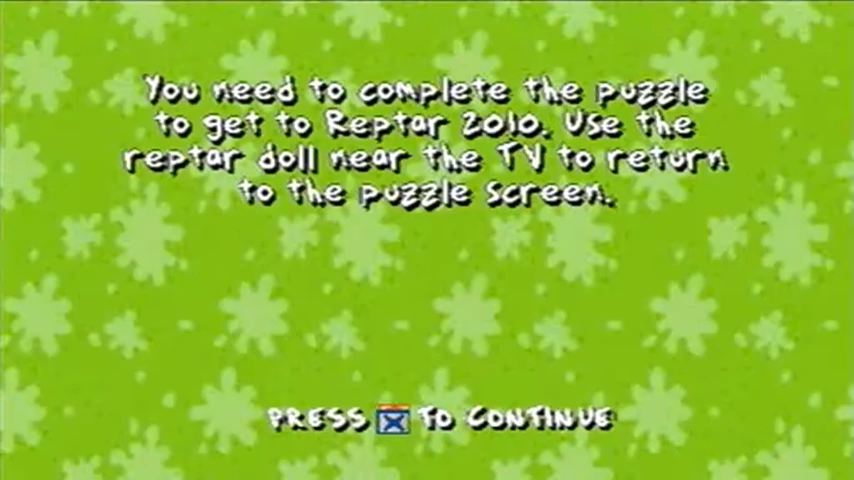 You need to complete the puzzle
to get to Reptar 2010. Use the
reptar doll near the TV to return
to the puzzle screen.
PRESS X TO CONTINUE